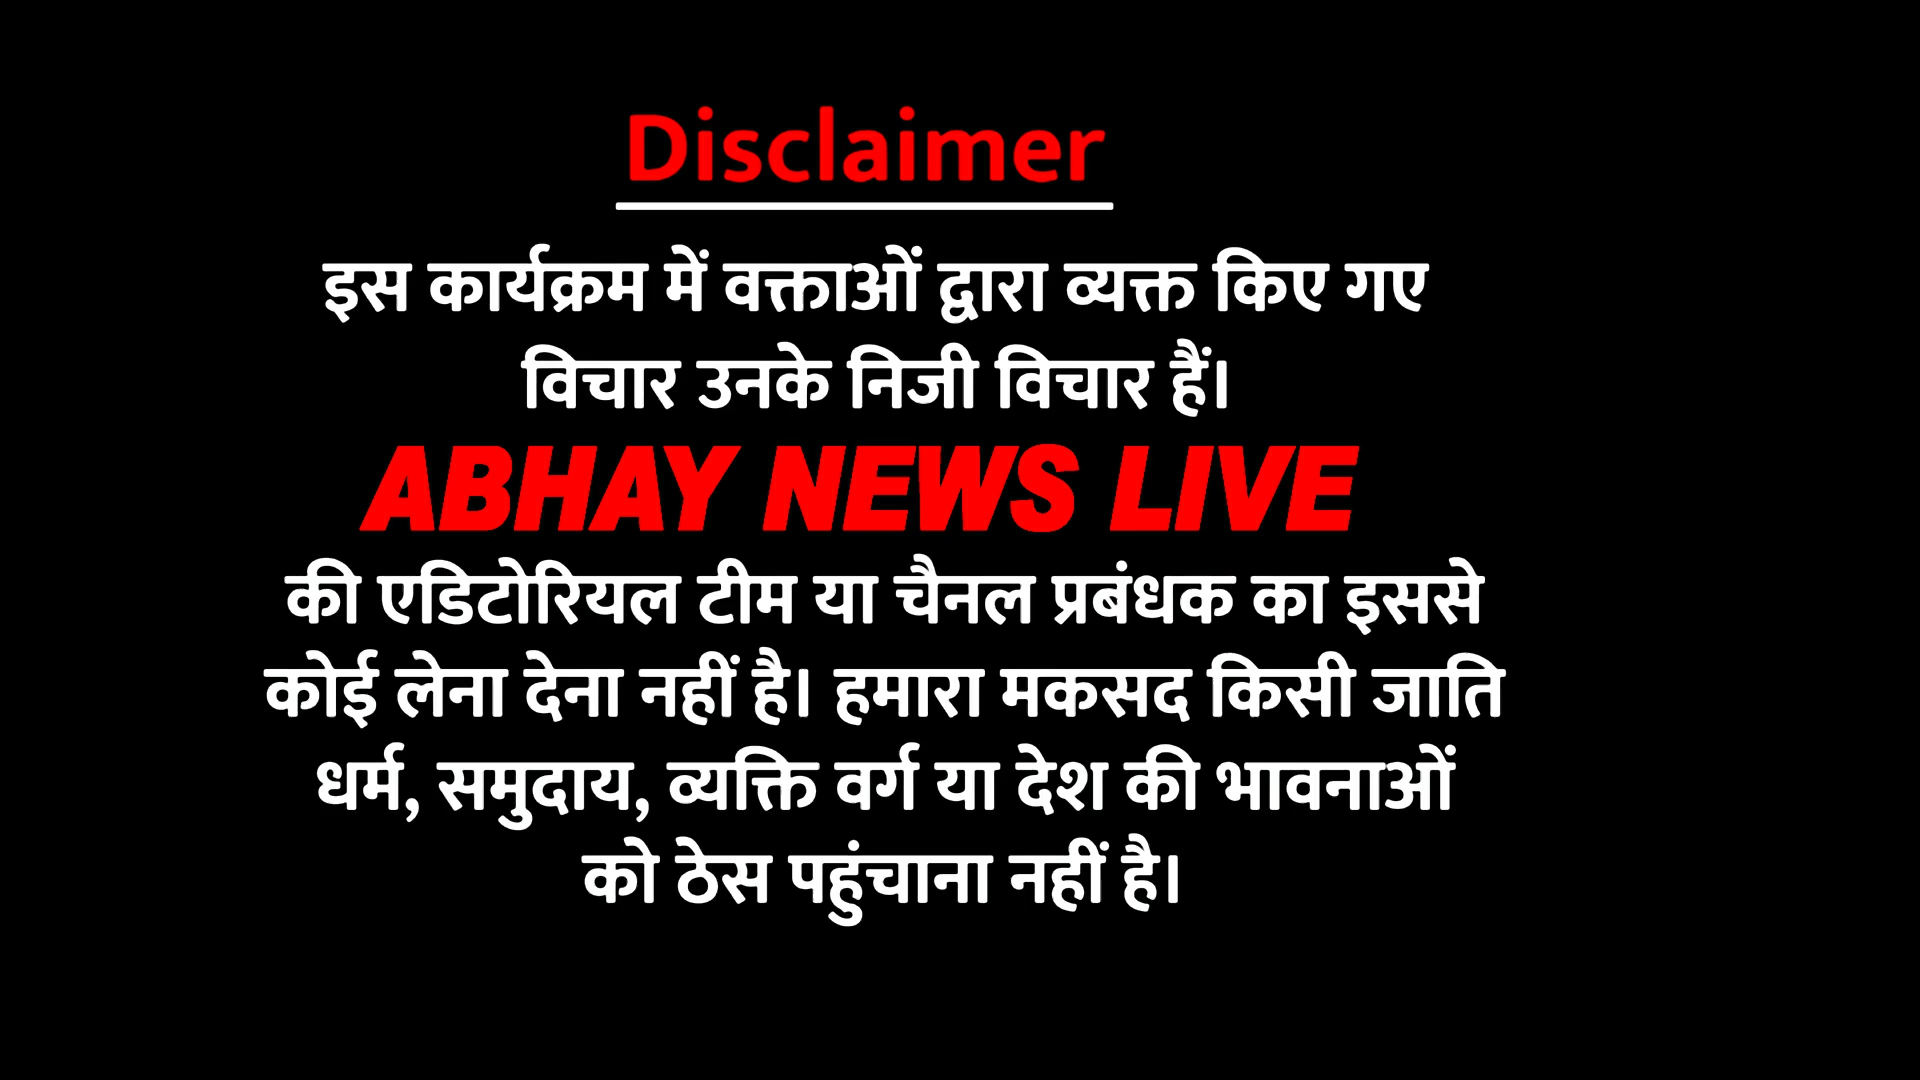 Disclaimer
इस कार्यक्रम में वक्ताओं द्वारा व्यक्त किए गए
विचार उनके निजी विचार हैं।
ABHAY NEWS LIVE
की एडिटोरियल टीम या चैनल प्रबंधक का इससे
कोई लेना देना नहीं है। हमारा मकसद किसी जाति
धर्म, समुदाय, व्यक्ति वर्ग या देश की भावनाओं
को ठेस पहुंचाना नहीं है।